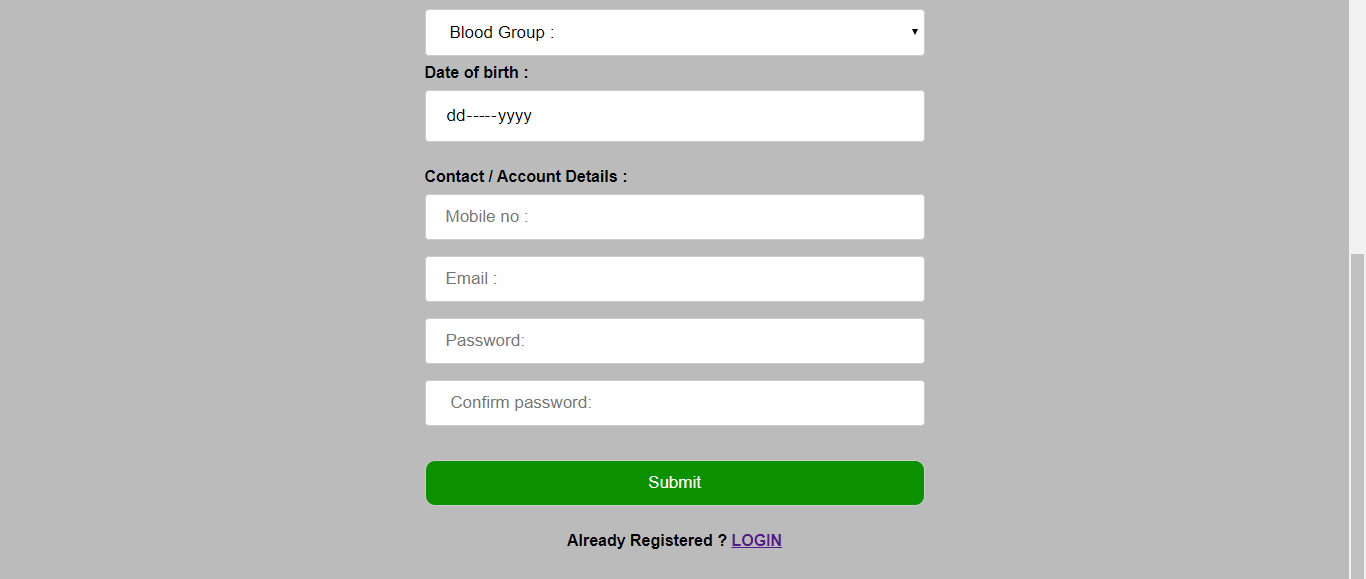 Blood Group :
Date of birth :
dd-----yyyy
Contact / Account Details :
Mobile no :
Email :
Password:
Confirm password:
Submit
Already Registered ? LOGIN